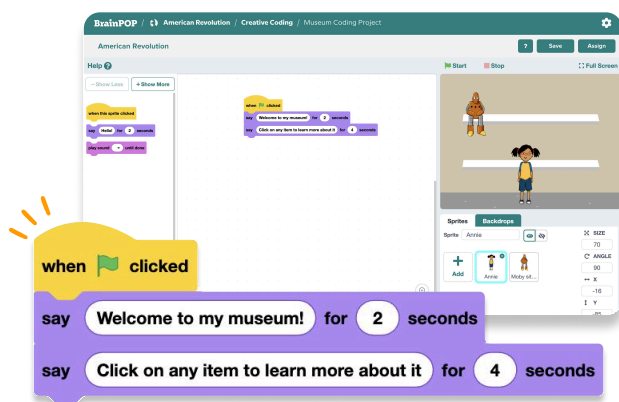 BrainPOP / American Revolution / Creative Coding / Museum Coding Project
American Revolution
? Save Assign
Help ?
Start Stop Full Screen
− Show Less + Show More
when this sprite clicked
say Hello! for 2 seconds
play sound until done
when clicked
say Welcome to my museum! for 2 seconds
say Click on any item to learn more about it for 4 seconds
Sprites Backdrops
Sprite Annie
SIZE
70
ANGLE
90
X
-16
Y
Add
Annie
Moby sit...
when clicked
say Welcome to my museum! for 2 seconds
say Click on any item to learn more about it for 4 seconds